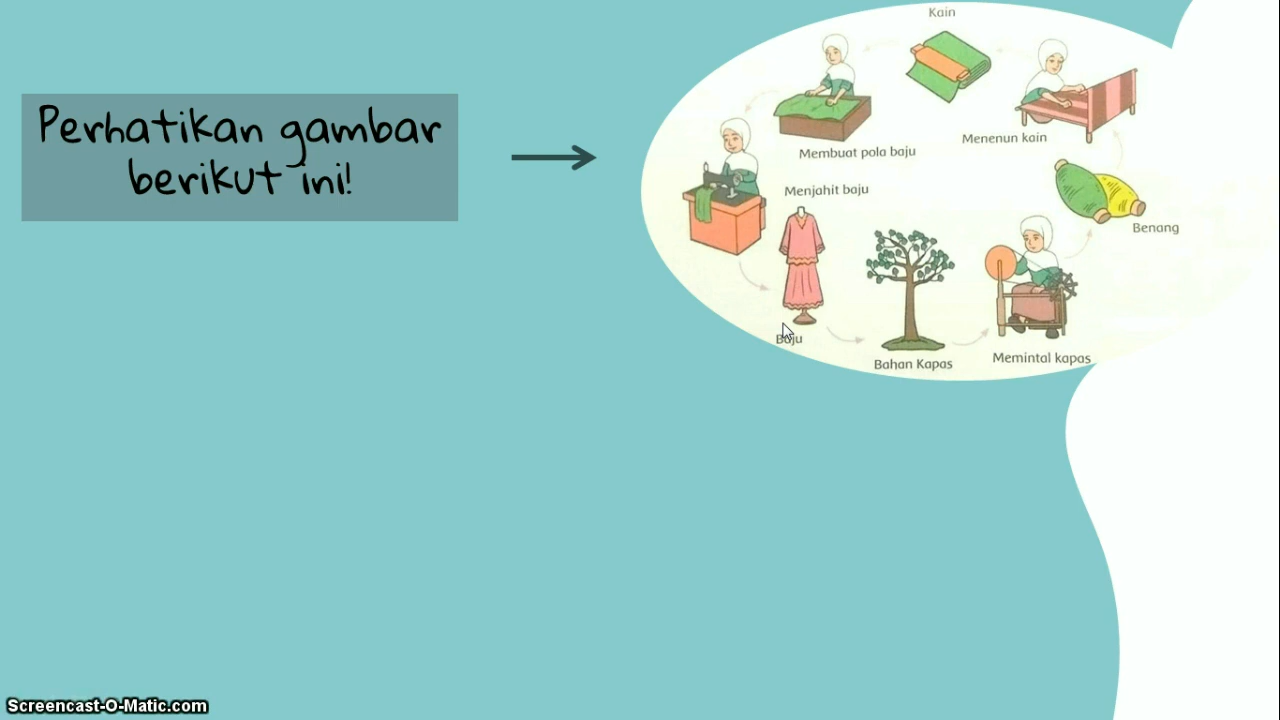 Perhatikan gambar
berikut ini!
Kain
Membuat pola baju
Menenun kain
Menjahit baju
Benang
Baju
Bahan Kapas
Memintal kapas
Screencast-O-Matic.com